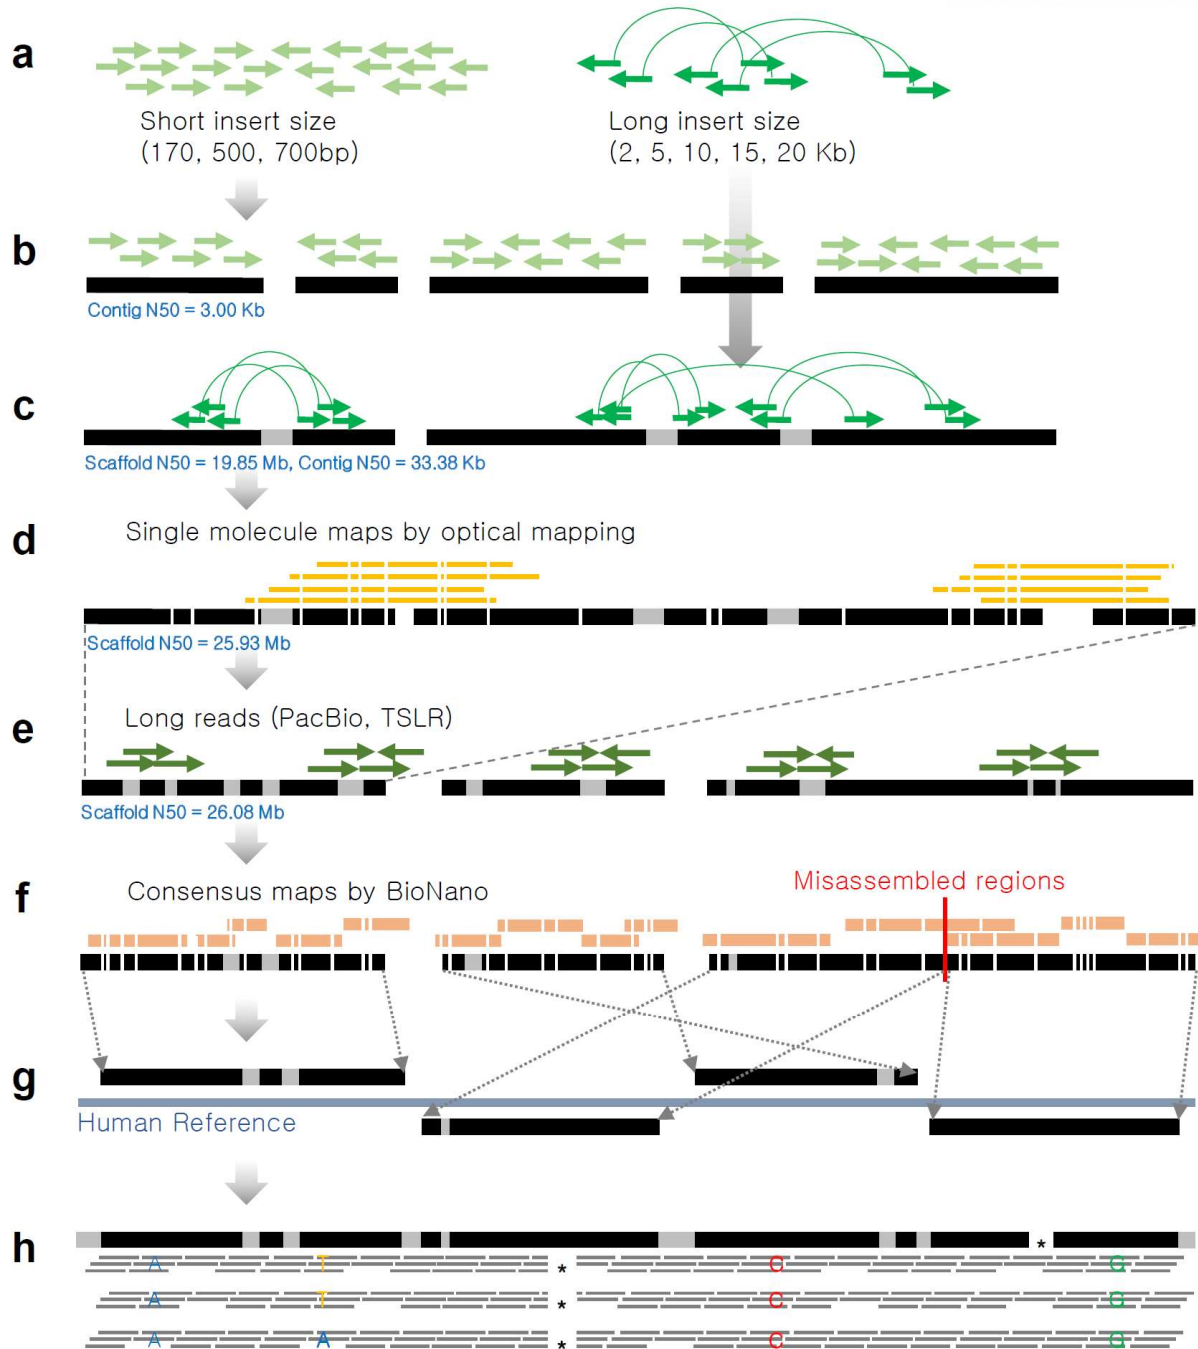 a
Short insert size
(170, 500, 700bp)
Long insert size
(2, 5, 10, 15, 20 Kb)
b
Contig N50 = 3.00 Kb
c
Scaffold N50 = 19.85 Mb, Contig N50 = 33.38 Kb
d
Single molecule maps by optical mapping
Scaffold N50 = 25.93 Mb
e
Long reads (PacBio, TSLR)
Scaffold N50 = 26.08 Mb
f
Consensus maps by BioNano
Misassembled regions
g
Human Reference
h
*
A T * C G
A T * C G
A A * C G